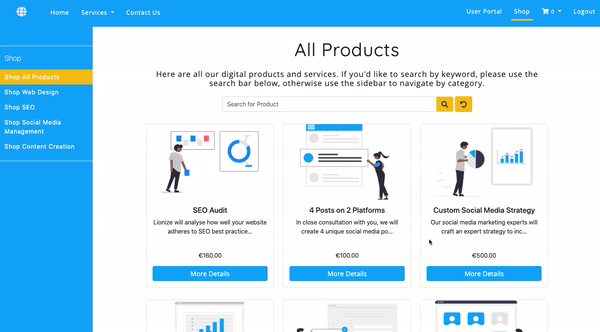 Home Services Contact Us User Portal Shop 0 Logout
Shop
Shop All Products
Shop Web Design
Shop SEO
Shop Social Media
Management
Shop Content Creation
All Products
Here are all our digital products and services. If you'd like to search by keyword, please use the
search bar below, otherwise use the sidebar to navigate by category.
Search for Product
SEO Audit
Lionize will analyse how well your website
adheres to SEO best practice...
€160.00
More Details
4 Posts on 2 Platforms
In close consultation with you, we will
create 4 unique social media po...
€100.00
More Details
Custom Social Media Strategy
Our social media marketing experts will
craft an expert strategy to inc...
€500.00
More Details